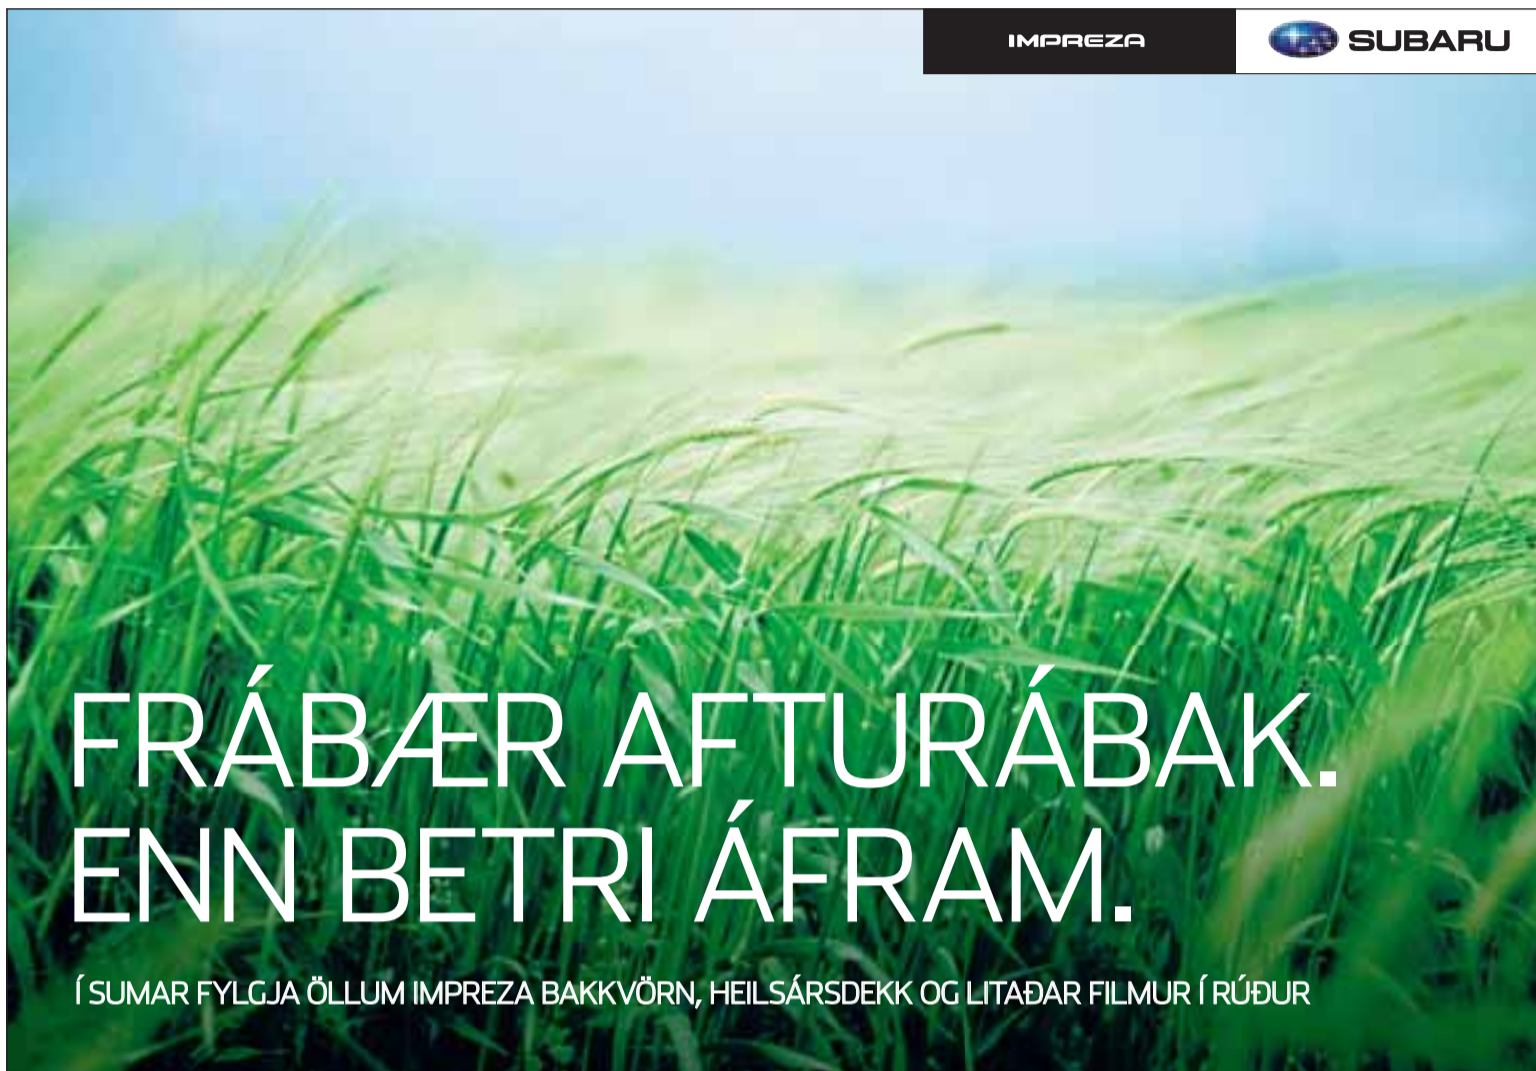 IMPREZA
SUBARU
FRÁBÆR AFTURÁBAK.
ENN BETRI ÁFRAM.
Í SUMAR FYLGJA ÖLLUM IMPREZA BAKKVÖRN, HEILSÁRSDEKK OG LITAÐAR FILMUR Í RÚÐUR